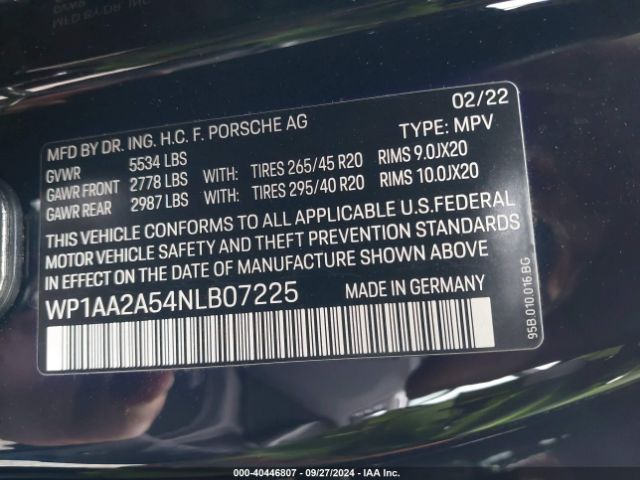 02/22
MFD BY DR. ING. H.C. F. PORSCHE AG
TYPE: MPV
GVWR 5534 LBS
GAWR FRONT 2778 LBS WITH: TIRES 265/45 R20 RIMS 9.0JX20
GAWR REAR 2987 LBS WITH: TIRES 295/40 R20 RIMS 10.0JX20
THIS VEHICLE CONFORMS TO ALL APPLICABLE U.S.FEDERAL
MOTOR VEHICLE SAFETY AND THEFT PREVENTION STANDARDS
IN EFFECT ON THE DATE OF MANUFACTURE SHOWN ABOVE
WP1AA2A54NLB07225
MADE IN GERMANY
95B.010.016 BG
000-40446807 - 09/27/2024 - IAA Inc.